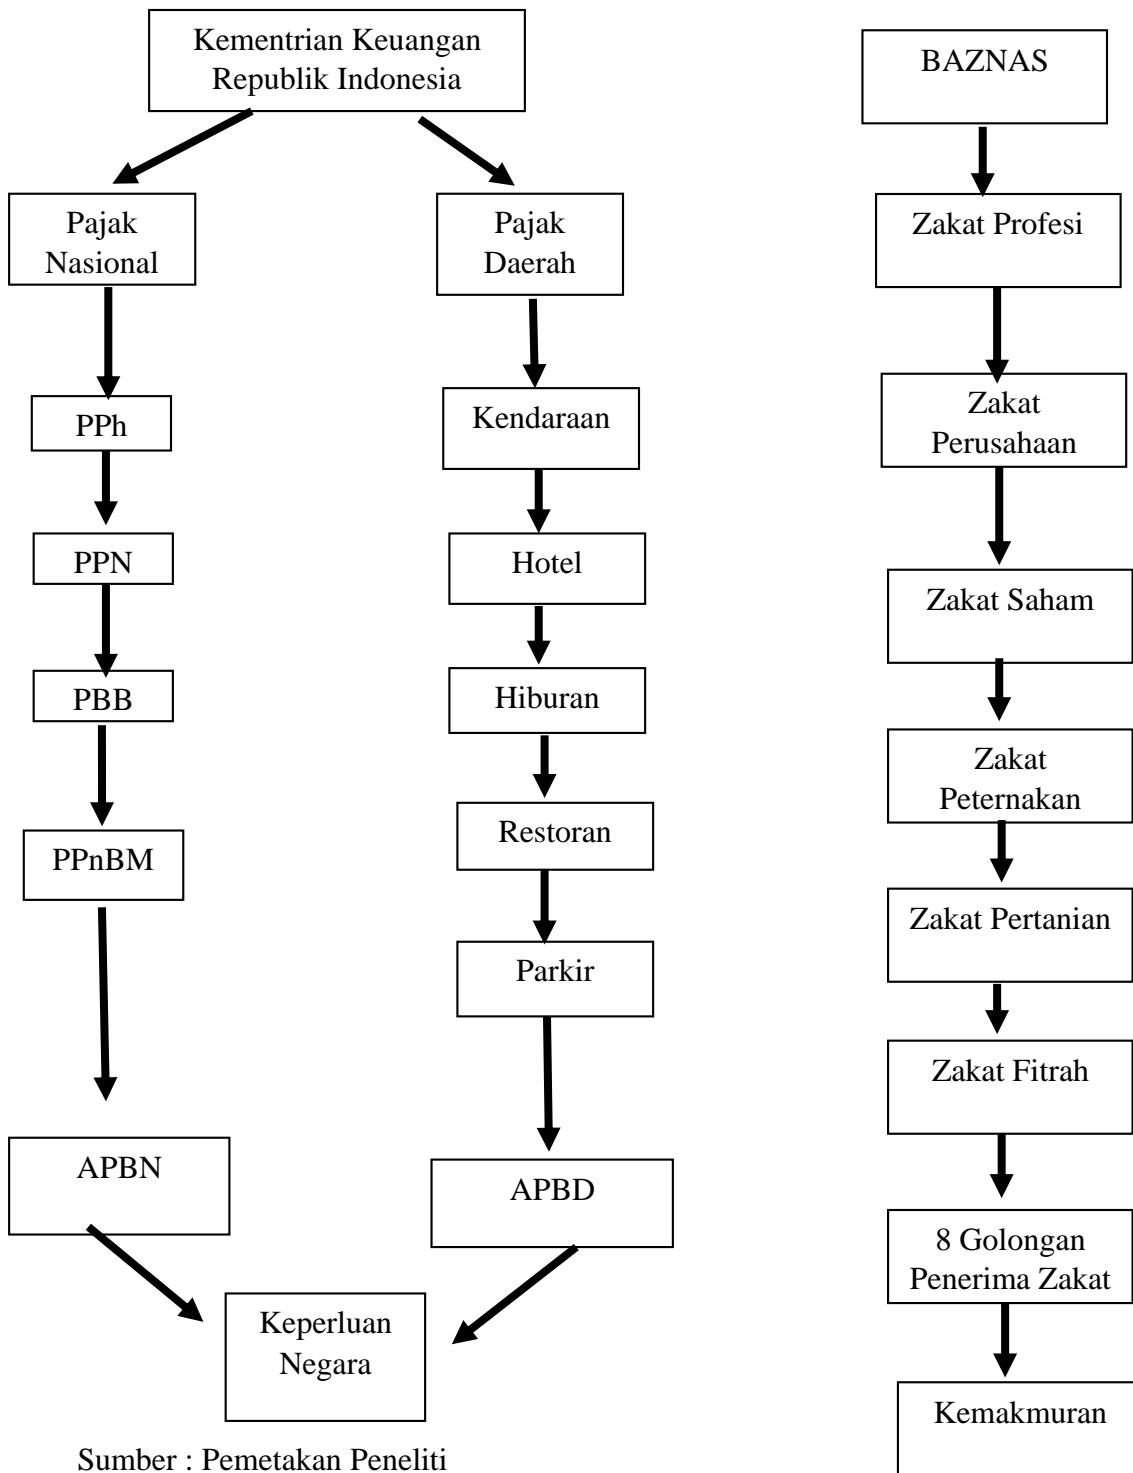 Kementrian Keuangan
Republik Indonesia
Pajak
Nasional
PPh
PPN
PBB
PPnBM
APBN
Pajak
Daerah
Kendaraan
Hotel
Hiburan
Restoran
Parkir
APBD
Keperluan
Negara
BAZNAS
Zakat Profesi
Zakat
Perusahaan
Zakat Saham
Zakat
Peternakan
Zakat Pertanian
Zakat Fitrah
8 Golongan
Penerima Zakat
Kemakmuran
Sumber : Pemetakan Peneliti